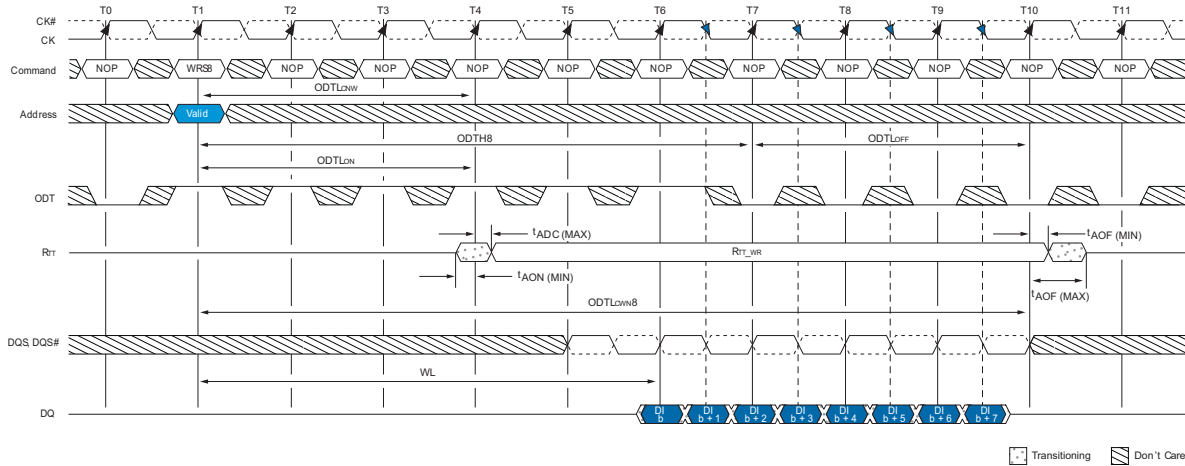 T0 T1 T2 T3 T4 T5 T6 T7 T8 T9 T10 T11
CK#
CK
Command NOP WRS8 NOP NOP NOP NOP NOP NOP NOP NOP NOP NOP
ODTLCNW
Address Valid
ODTH8 ODTLOFF
ODTLON
ODT
tADC (MAX) tAOF (MIN)
RTT RTT_WR
tAON (MIN)
tAOF (MAX)
ODTLCWN8
DQS, DQS#
WL
DQ DI b DI b + 1 DI b + 2 DI b + 3 DI b + 4 DI b + 5 DI b + 6 DI b + 7
Transitioning Don't Care